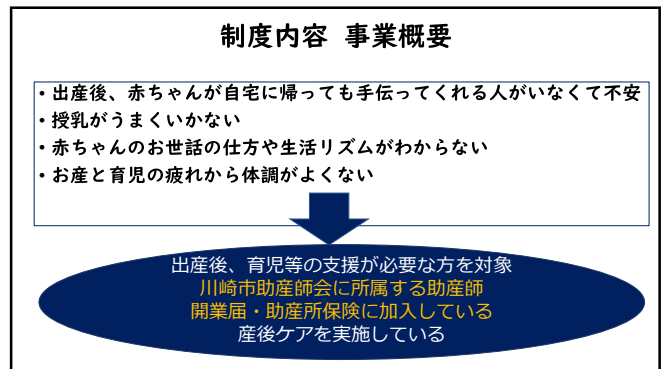 制度内容 事業概要
・出産後、赤ちゃんが自宅に帰っても手伝ってくれる人がいなくて不安
・授乳がうまくいかない
・赤ちゃんのお世話の仕方や生活リズムがわからない
・お産と育児の疲れから体調がよくない
出産後、育児等の支援が必要な方を対象
川崎市助産師会に所属する助産師
開業届・助産所保険に加入している
産後ケアを実施している